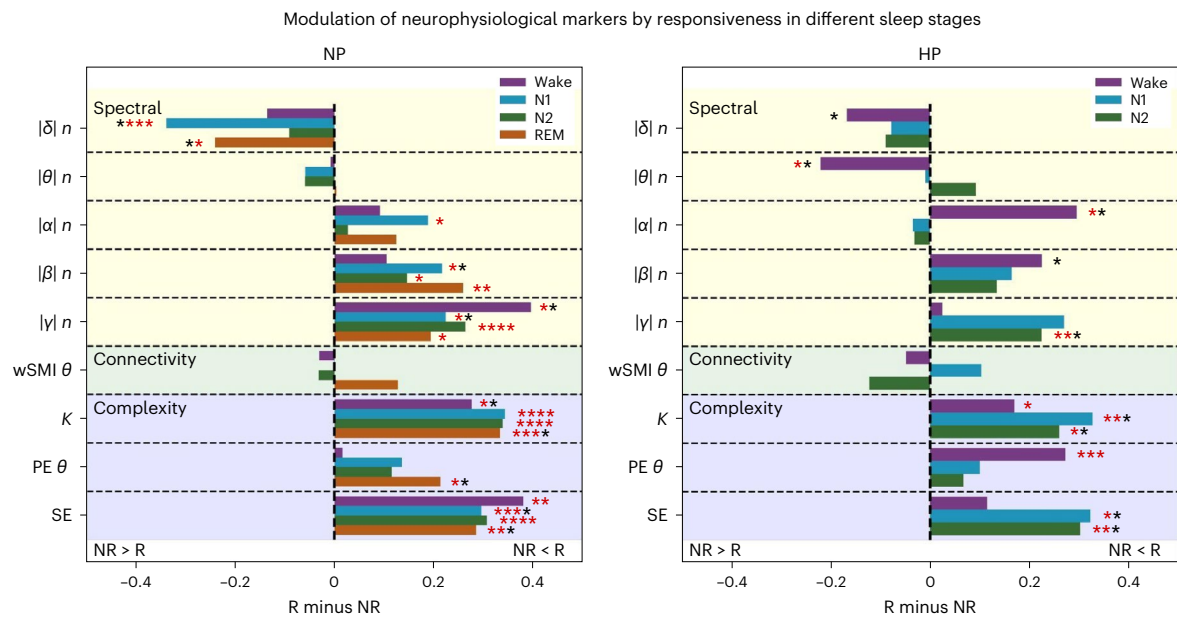 Modulation of neurophysiological markers by responsiveness in different sleep stages
NP
Wake
N1
N2
REM
Spectral
|δ| n
****
**
|θ| n
|α| n
*
|β| n
**
*
**
|γ| n
**
**
****
*
Connectivity
wSMI θ
Complexity
K
**
****
****
****
PE θ
**
SE
**
****
****
***
NR > R
NR < R
−0.4
−0.2
0
0.2
0.4
R minus NR
HP
Wake
N1
N2
Spectral
|δ| n
*
|θ| n
**
|α| n
**
|β| n
*
|γ| n
***
Connectivity
wSMI θ
Complexity
K
*
***
**
PE θ
***
SE
**
***
NR > R
NR < R
−0.4
−0.2
0
0.2
0.4
R minus NR